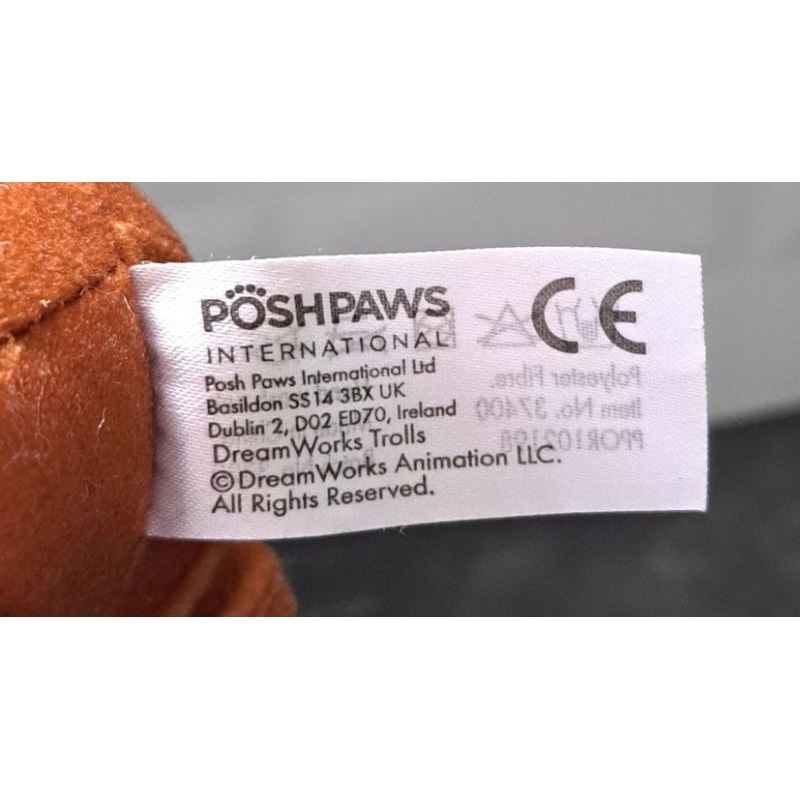 POSHPAWS
INTERNATIONAL
CE
Posh Paws International Ltd
Basildon SS14 3BX UK
Dublin 2, D02 ED70, Ireland
DreamWorks Trolls
©DreamWorks Animation LLC.
All Rights Reserved.
Polyester Fibre.
Item No. 37400